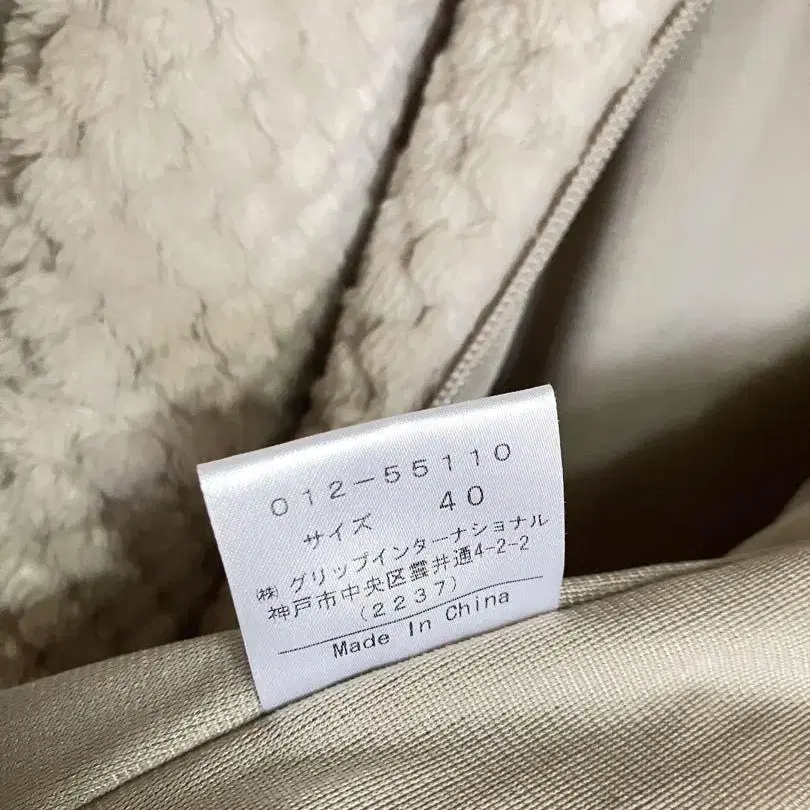 012-55110
サイズ 40
㈱グリップインターナショナル
神戸市中央区雲井通4-2-2
(2237)
Made In China